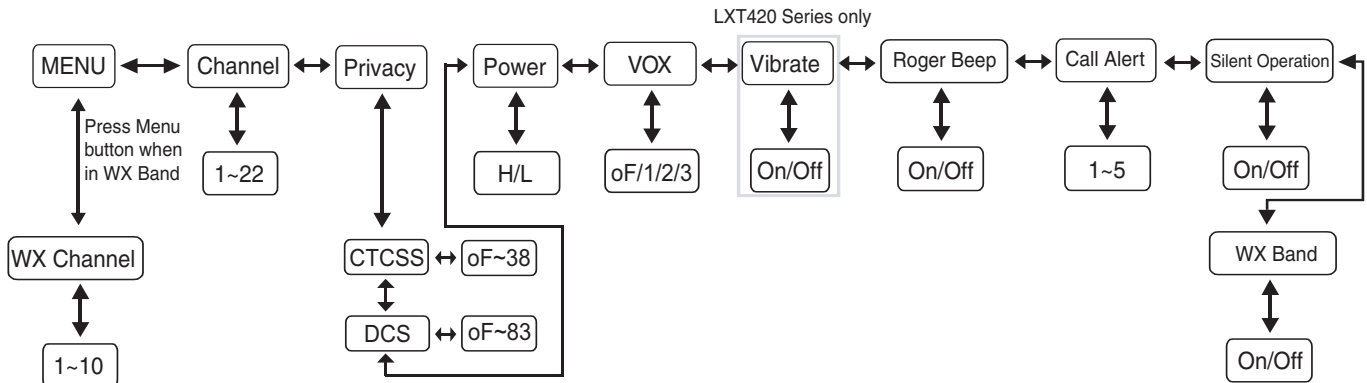 LXT420 Series only
MENU
Channel
Privacy
Power
VOX
Vibrate
Roger Beep
Call Alert
Silent Operation
Press Menu
button when
in WX Band
1~22
H/L
oF/1/2/3
On/Off
On/Off
1~5
On/Off
WX Channel
CTCSS
oF~38
WX Band
DCS
oF~83
1~10
On/Off